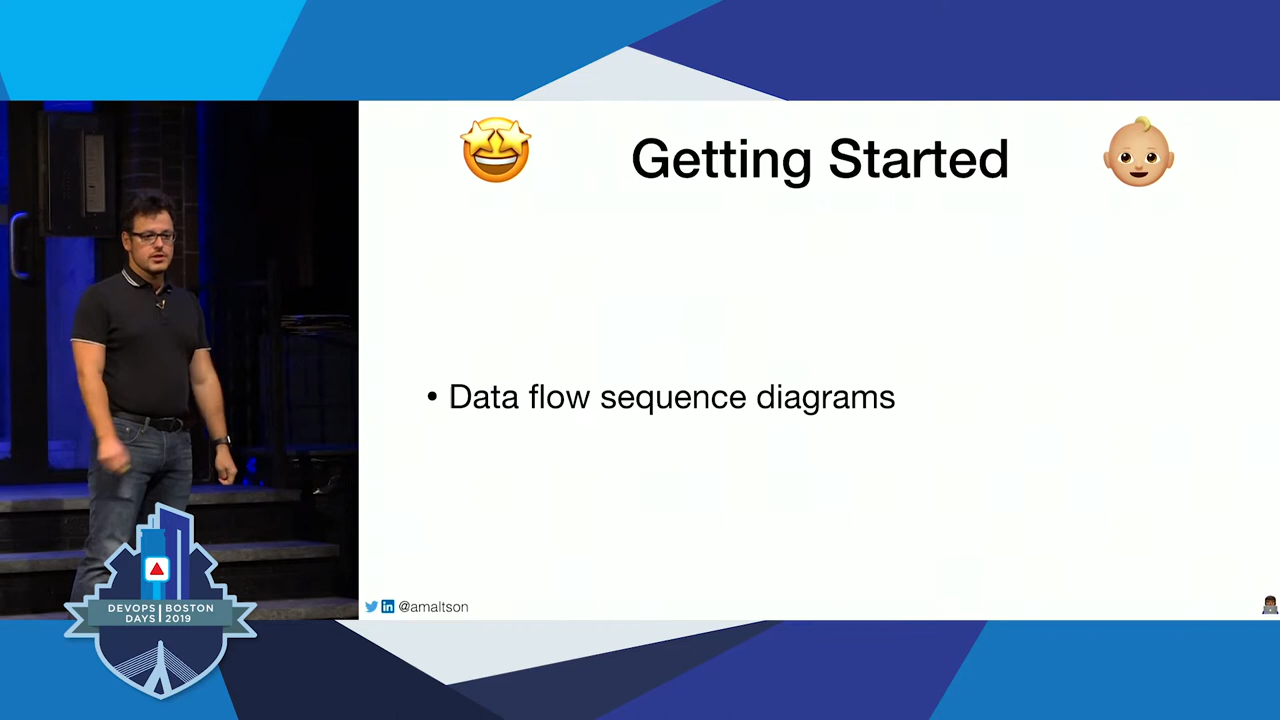 Getting Started
• Data flow sequence diagrams
@amaltson
DEVOPS BOSTON
DAYS 2019